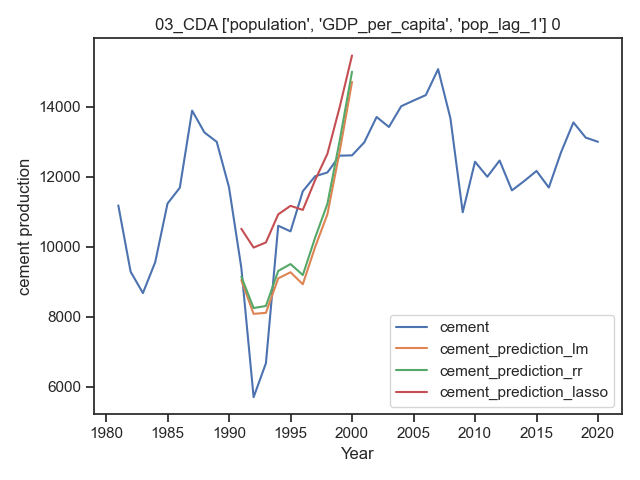 03_CDA ['population', 'GDP_per_capita', 'pop_lag_1'] 0
cement production
14000
12000
10000
8000
6000
cement
cement_prediction_lm
cement_prediction_rr
cement_prediction_lasso
1980 1985 1990 1995 2000 2005 2010 2015 2020
Year